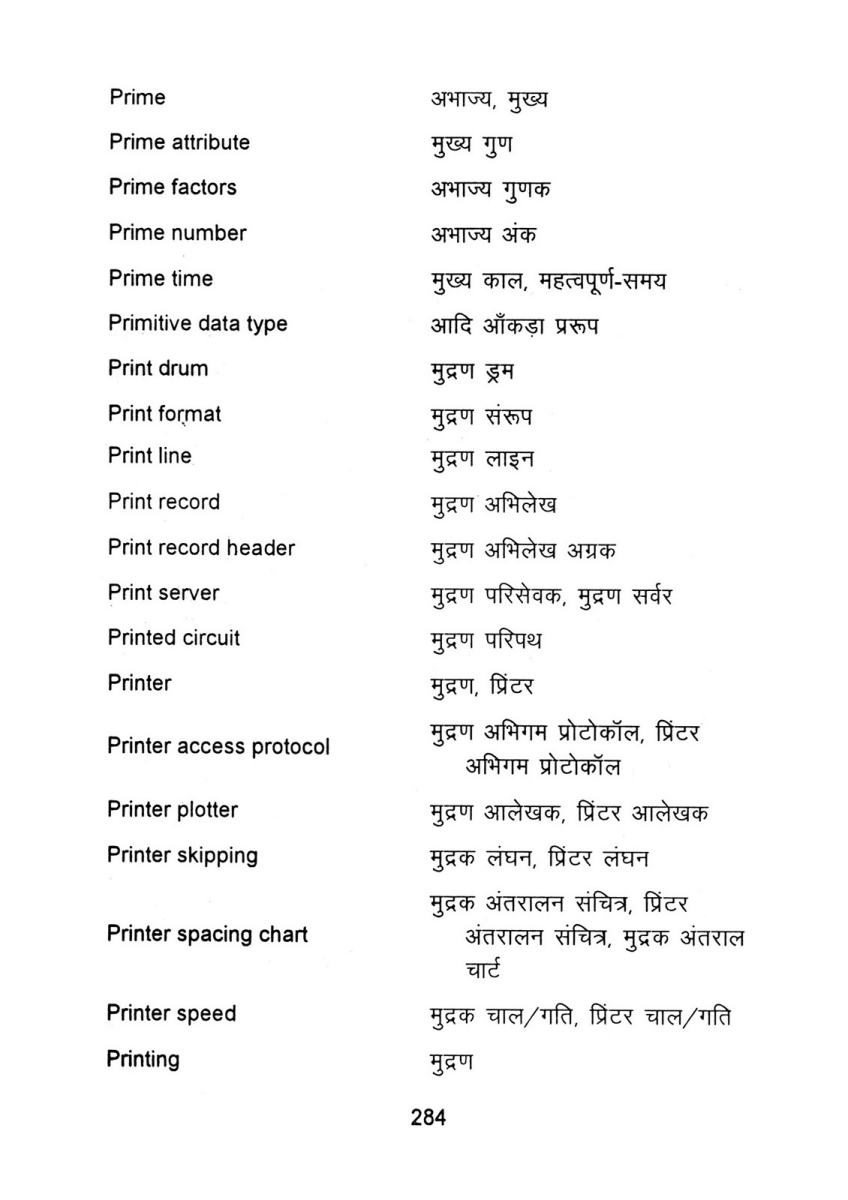 Prime अभाज्य, मुख्य
Prime attribute मुख्य गुण
Prime factors अभाज्य गुणक
Prime number अभाज्य अंक
Prime time मुख्य काल, महत्वपूर्ण-समय
Primitive data type आदि आँकड़ा प्ररूप
Print drum मुद्रण ड्रम
Print format मुद्रण संरूप
Print line मुद्रण लाइन
Print record मुद्रण अभिलेख
Print record header मुद्रण अभिलेख अग्रक
Print server मुद्रण परिसेवक, मुद्रण सर्वर
Printed circuit मुद्रण परिपथ
Printer मुद्रण, प्रिंटर
Printer access protocol मुद्रण अभिगम प्रोटोकॉल, प्रिंटर
अभिगम प्रोटोकॉल
Printer plotter मुद्रण आलेखक, प्रिंटर आलेखक
Printer skipping मुद्रक लंघन, प्रिंटर लंघन
मुद्रक अंतरालन संचित्र, प्रिंटर
Printer spacing chart अंतरालन संचित्र, मुद्रक अंतराल
चार्ट
Printer speed मुद्रक चाल/गति, प्रिंटर चाल/गति
Printing मुद्रण
284